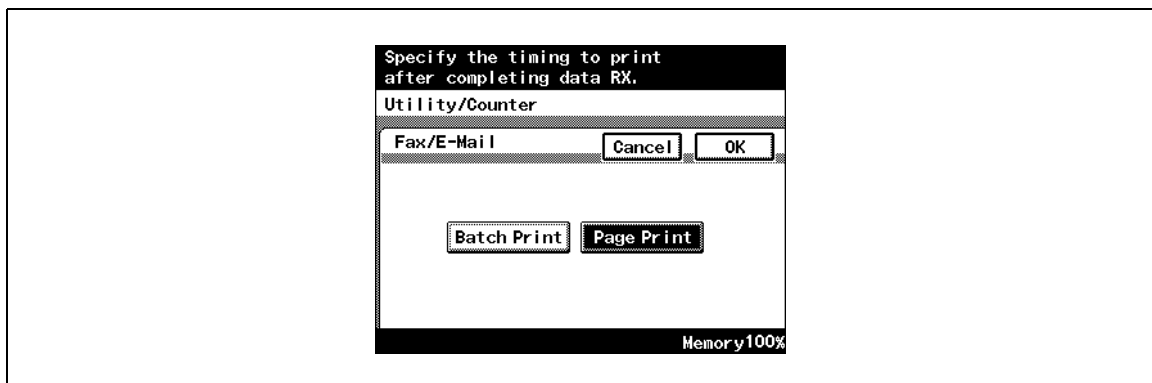 Specify the timing to print
after completing data RX.
Utility/Counter
Fax/E-Mail Cancel OK
Batch Print Page Print
Memory100%